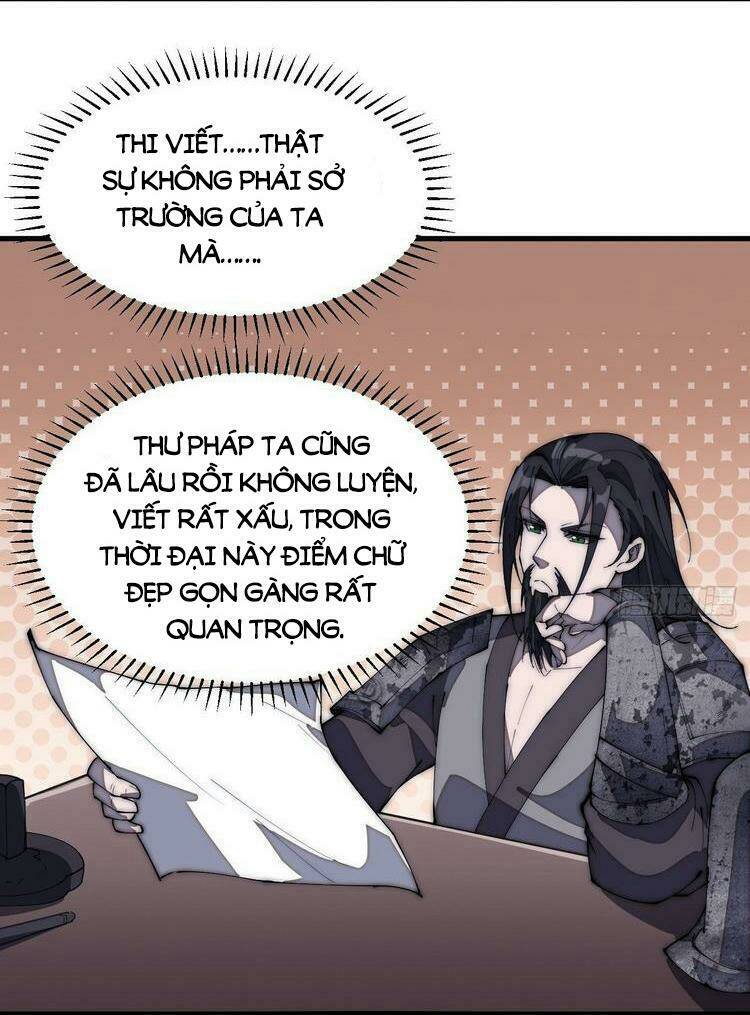 THI VIẾT......THẬT
SỰ KHÔNG PHẢI SỞ
TRƯỜNG CỦA TA
MÀ.......
THƯ PHÁP TA CŨNG
ĐÃ LÂU RỒI KHÔNG LUYỆN,
VIẾT RẤT XẤU, TRONG
THỜI ĐẠI NÀY ĐIỂM CHỮ
ĐẸP GỌN GÀNG RẤT
QUAN TRỌNG.